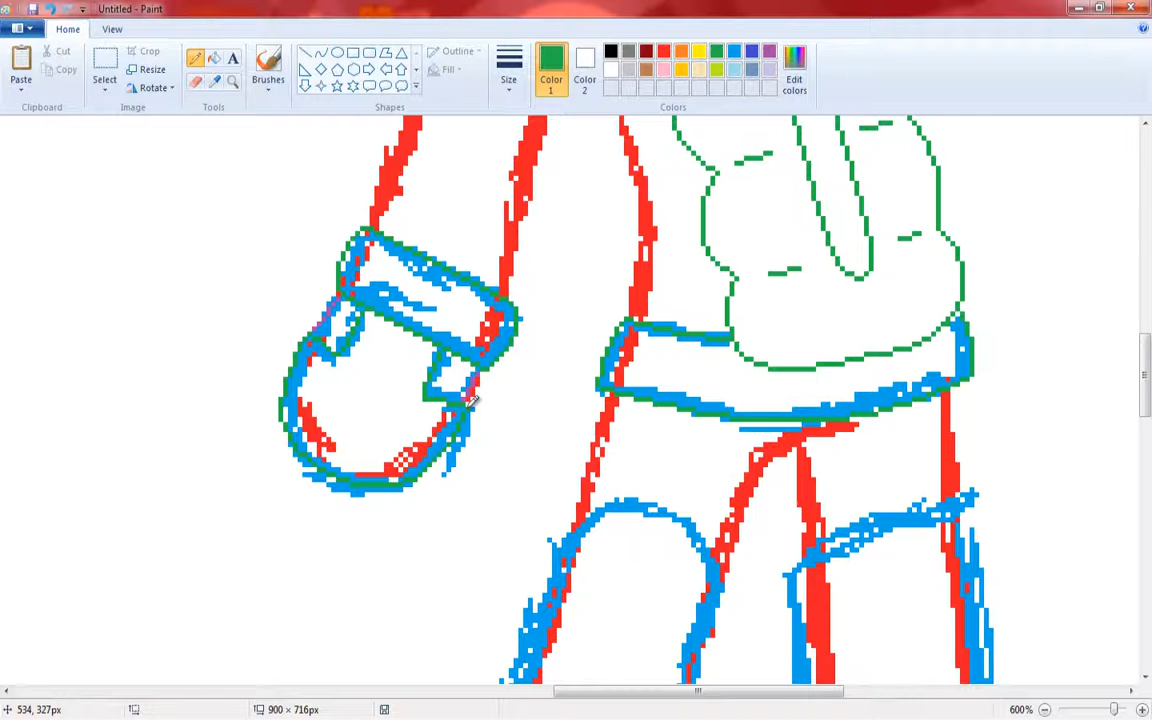 Untitled - Paint
Home
View
Paste
Cut
Copy
Clipboard
Select
Crop
Resize
Rotate
Image
A
Tools
Brushes
Outline
Fill
Shapes
Size
Color 1
Color 2
Edit colors
Colors
534, 327px
900 × 716px
600%